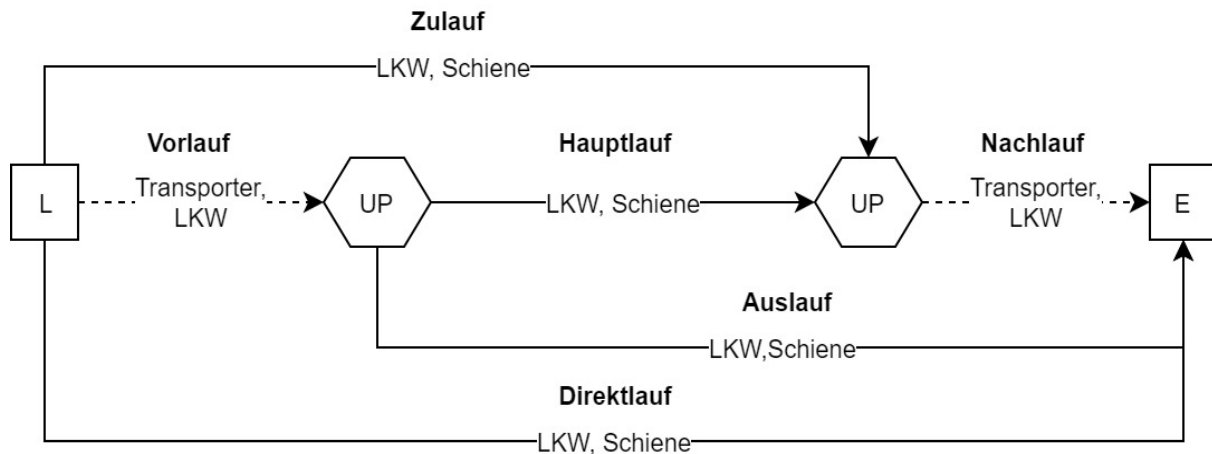 Zulauf
LKW, Schiene
Vorlauf
Hauptlauf
Nachlauf
L
Transporter,
LKW
UP
LKW, Schiene
UP
Transporter,
LKW
E
Auslauf
LKW,Schiene
Direktlauf
LKW, Schiene